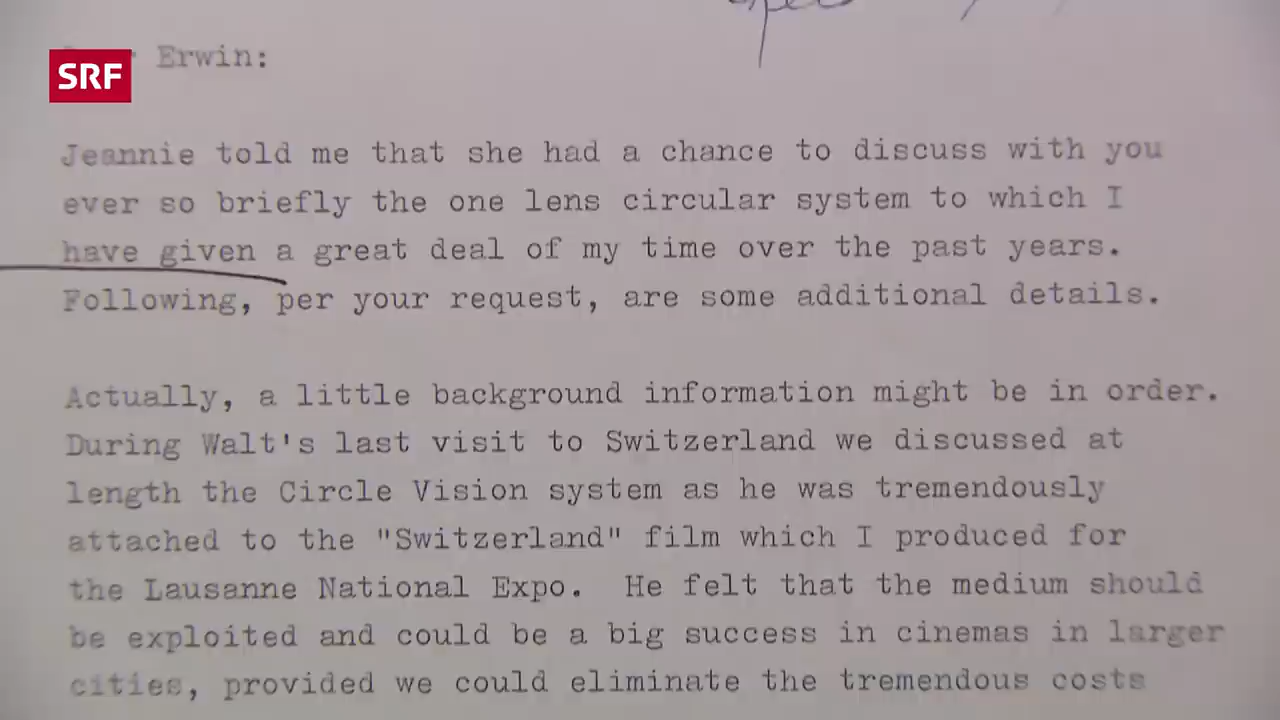 SRF
Erwin:
Jeannie told me that she had a chance to discuss with you
ever so briefly the one lens circular system to which I
have given a great deal of my time over the past years.
Following, per your request, are some additional details.
Actually, a little background information might be in order.
During Walt's last visit to Switzerland we discussed at
length the Circle Vision system as he was tremendously
attached to the "Switzerland" film which I produced for
the Lausanne National Expo.  He felt that the medium should
be exploited and could be a big success in cinemas in larger
cities, provided we could eliminate the tremendous costs